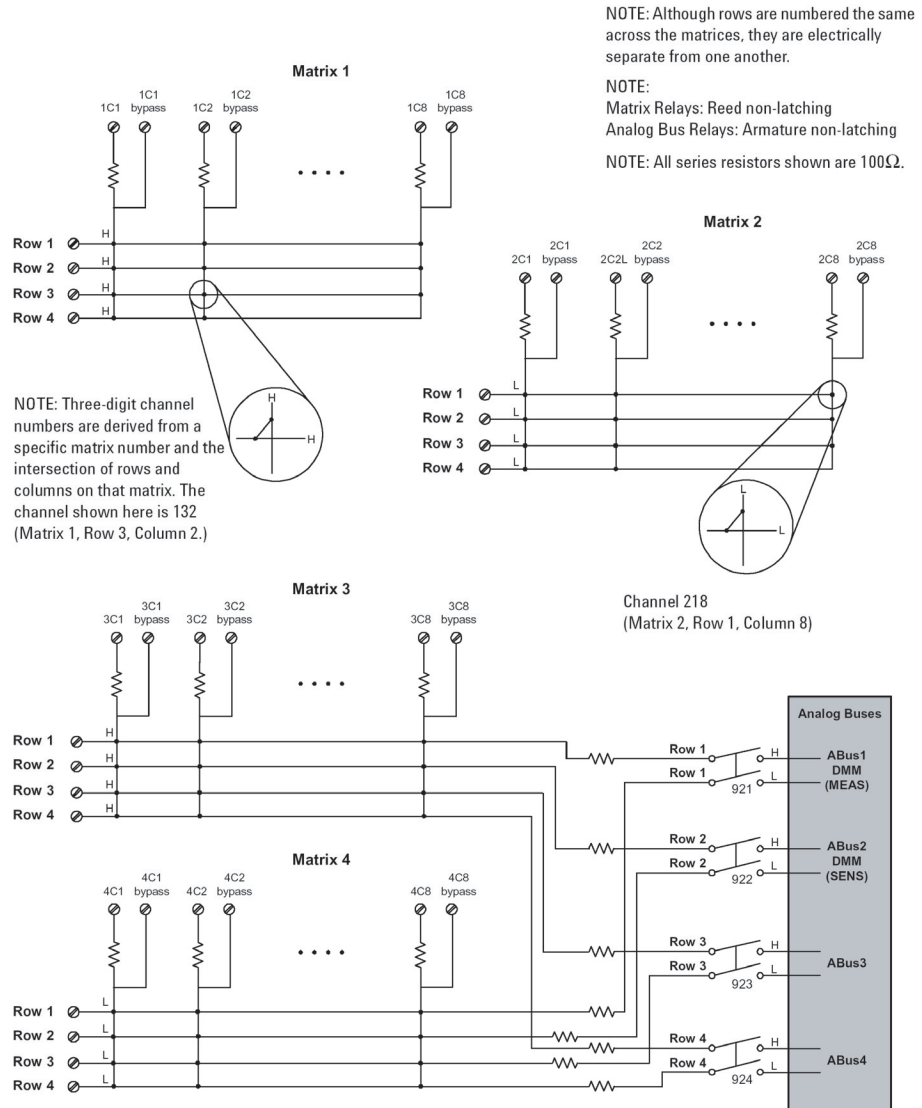 NOTE: Although rows are numbered the same
across the matrices, they are electrically
separate from one another.
NOTE:
Matrix Relays: Reed non-latching
Analog Bus Relays: Armature non-latching
NOTE: All series resistors shown are 100Ω.
Matrix 1
1C1 1C1 bypass 1C2 1C2 bypass 1C8 1C8 bypass
. . . .
Row 1 H
Row 2 H
Row 3 H
Row 4 H
H
H
NOTE: Three-digit channel
numbers are derived from a
specific matrix number and the
intersection of rows and
columns on that matrix. The
channel shown here is 132
(Matrix 1, Row 3, Column 2.)
Matrix 2
2C1 2C1 bypass 2C2L 2C2 bypass 2C8 2C8 bypass
. . . .
Row 1 L
Row 2 L
Row 3 L
Row 4 L
L
L
Channel 218
(Matrix 2, Row 1, Column 8)
Matrix 3
3C1 3C1 bypass 3C2 3C2 bypass 3C8 3C8 bypass
. . . .
Row 1 H
Row 2 H
Row 3 H
Row 4 H
Matrix 4
4C1 4C1 bypass 4C2 4C2 bypass 4C8 4C8 bypass
. . . .
Row 1 L
Row 2 L
Row 3 L
Row 4 L
Analog Buses
Row 1 H
Row 1 L
921
ABus1
DMM
(MEAS)
Row 2 H
Row 2 L
922
ABus2
DMM
(SENS)
Row 3 H
Row 3 L
923
ABus3
Row 4 H
Row 4 L
924
ABus4